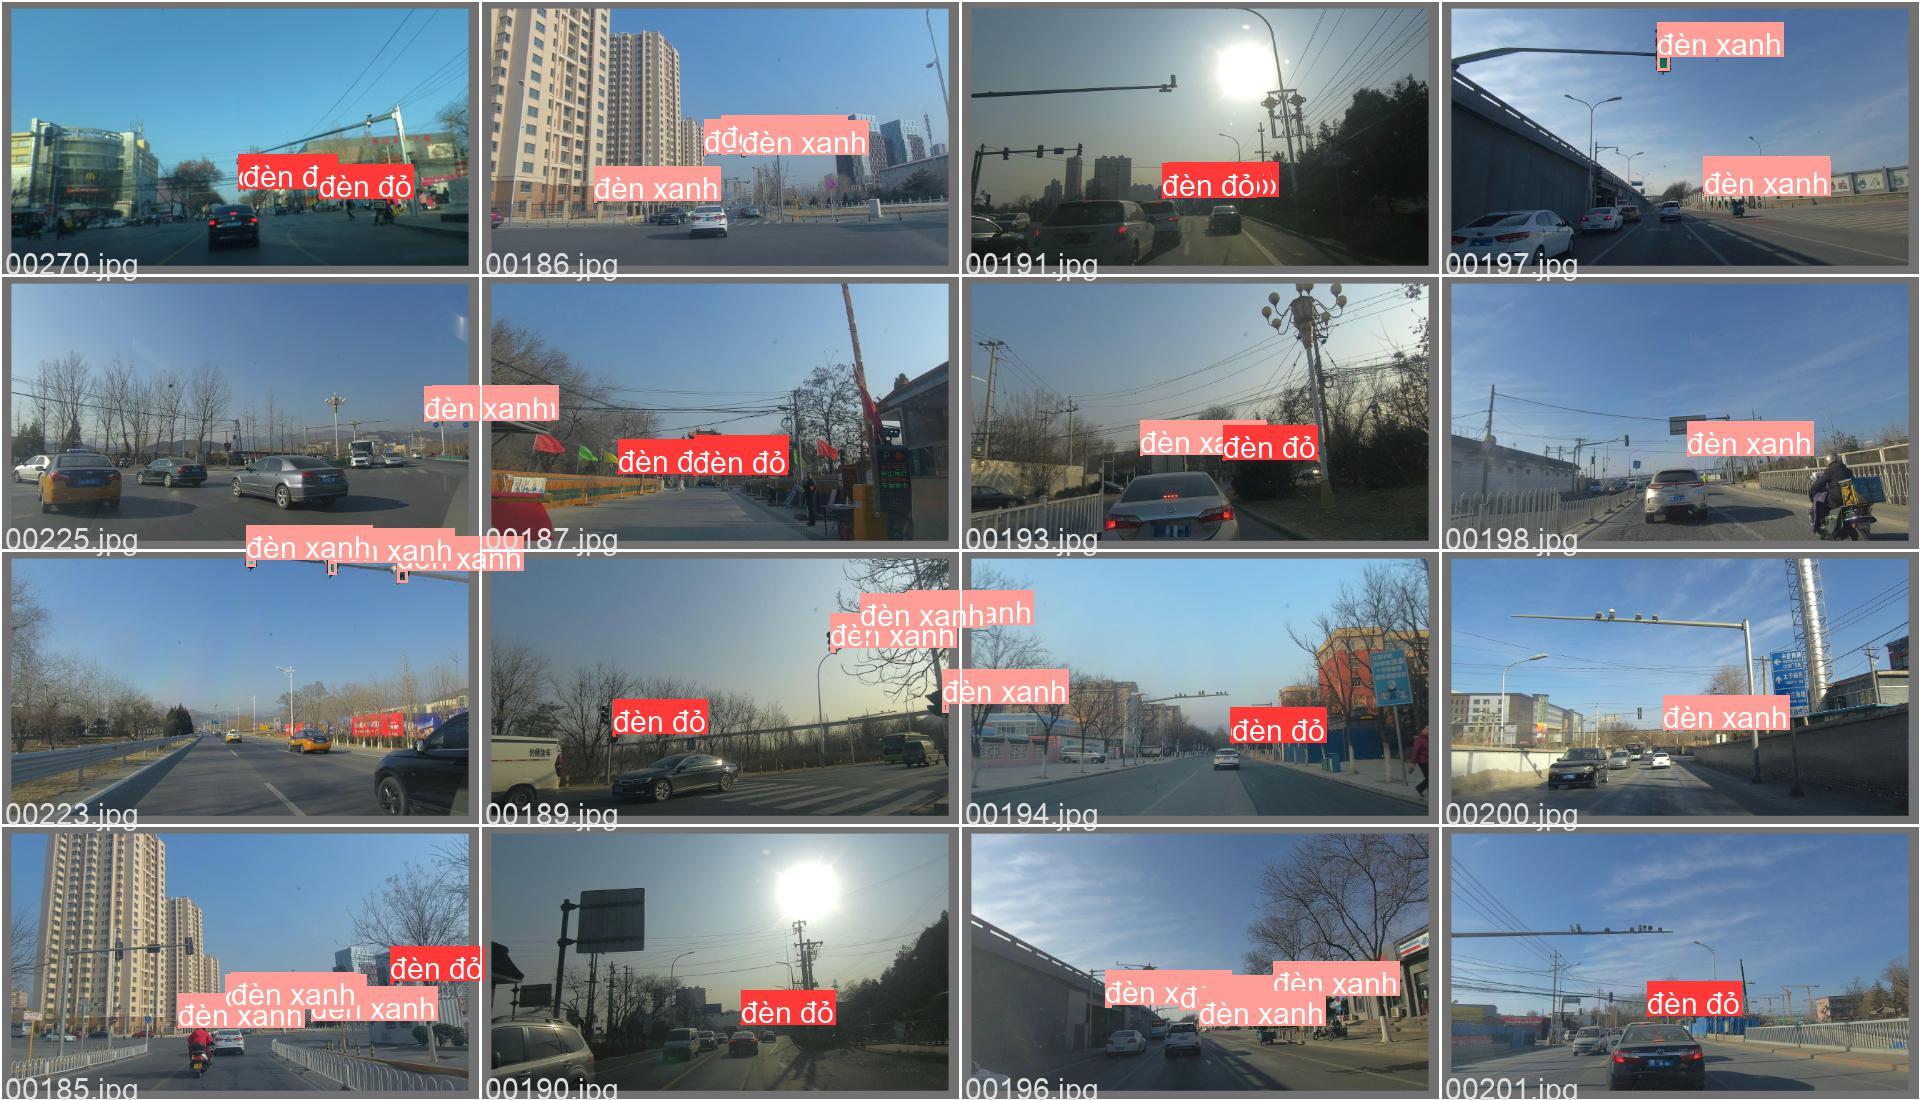 đèn đỏ
00270.jpg
đèn xanh
đèn xanh
00186.jpg
đèn đỏ
00191.jpg
đèn xanh
đèn xanh
00197.jpg
đèn xanh
00225.jpg
đèn đỏ
00187.jpg
đèn đỏ
00193.jpg
đèn xanh
00198.jpg
đèn xanh
xanh
xanh
00223.jpg
đèn xanh
đèn xanh
đèn đỏ
00189.jpg
đèn xanh
đèn đỏ
00194.jpg
đèn xanh
00200.jpg
đèn đỏ
đèn xanh
đèn xanh
xanh
00185.jpg
đèn đỏ
00190.jpg
đèn xanh
đèn xanh
00196.jpg
đèn đỏ
00201.jpg